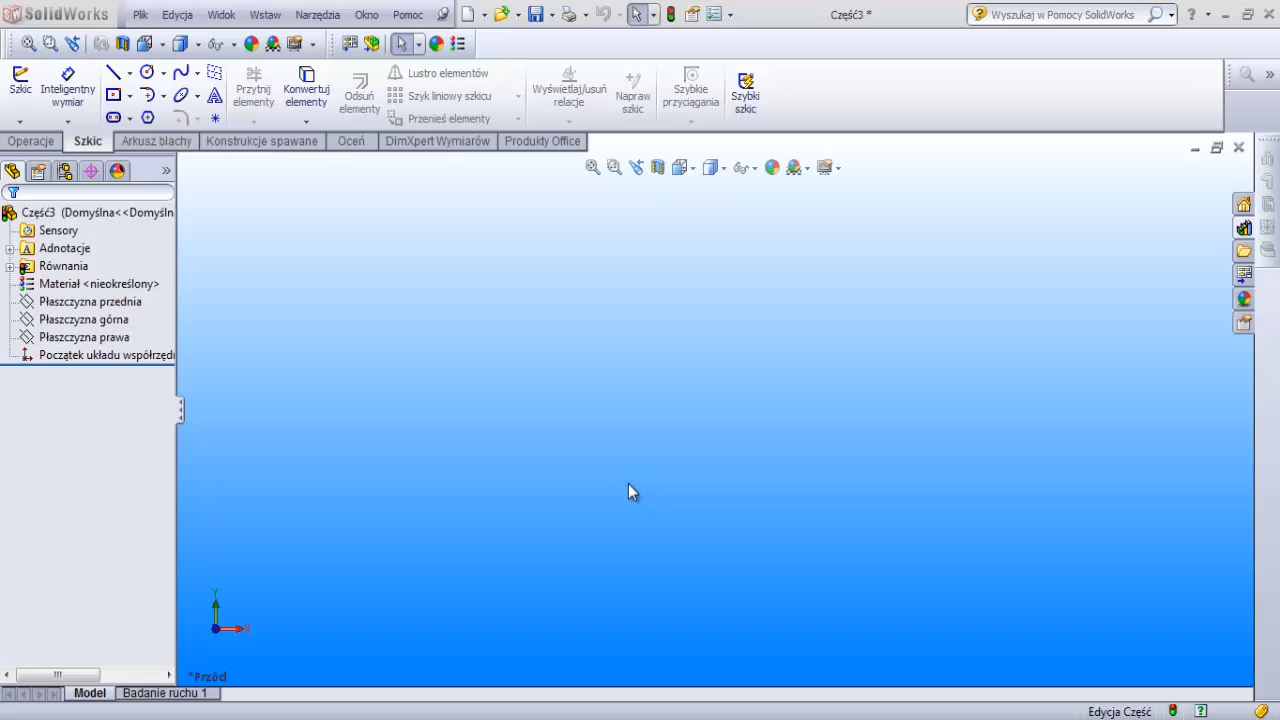 SolidWorks Plik Edycja Widok Wstaw Narzędzia Okno Pomoc Część3 * Wyszukaj w Pomocy SolidWorks
Szkic
Inteligentny wymiar
Przytnij elementy
Konwertuj elementy
Odsuń elementy
Lustro elementów
Szyk liniowy szkicu
Przenieś elementy
Wyświetlaj/usuń relacje
Napraw szkic
Szybkie przyciągania
Szybki szkic
Operacje Szkic Arkusz blachy Konstrukcje spawane Oceń DimXpert Wymiarów Produkty Office
Część3 (Domyślna<<Domyśln
Sensory
Adnotacje
Równania
Materiał <nieokreślony>
Płaszczyzna przednia
Płaszczyzna górna
Płaszczyzna prawa
Początek układu współrzędn
Y
X
*Przód
Model Badanie ruchu 1
Edycja Część